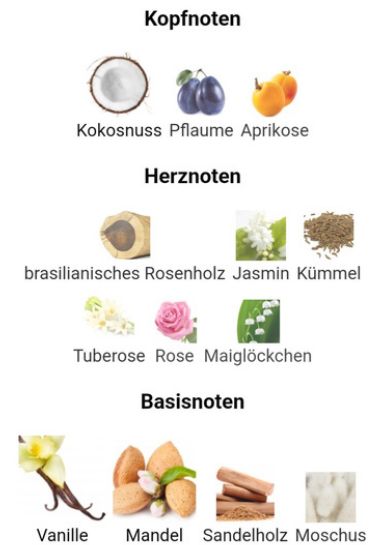 Kopfnoten
Kokosnuss Pflaume Aprikose
Herznoten
brasilianisches Rosenholz Jasmin Kümmel
Tuberose Rose Maiglöckchen
Basisnoten
Vanille Mandel Sandelholz Moschus